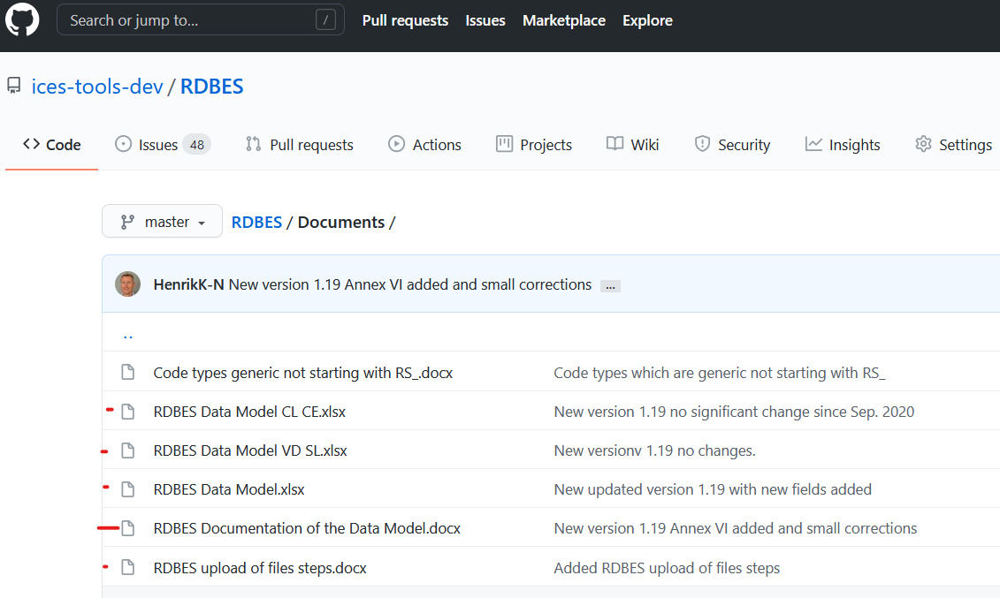 Search or jump to... /
Pull requests Issues Marketplace Explore
ices-tools-dev / RDBES
Code Issues 48 Pull requests Actions Projects Wiki Security Insights Settings
master RDBES / Documents /
HenrikK-N New version 1.19 Annex VI added and small corrections ...
..
Code types generic not starting with RS_.docx Code types which are generic not starting with RS_
RDBES Data Model CL CE.xlsx New version 1.19 no significant change since Sep. 2020
RDBES Data Model VD SL.xlsx New versionv 1.19 no changes.
RDBES Data Model.xlsx New updated version 1.19 with new fields added
RDBES Documentation of the Data Model.docx New version 1.19 Annex VI added and small corrections
RDBES upload of files steps.docx Added RDBES upload of files steps